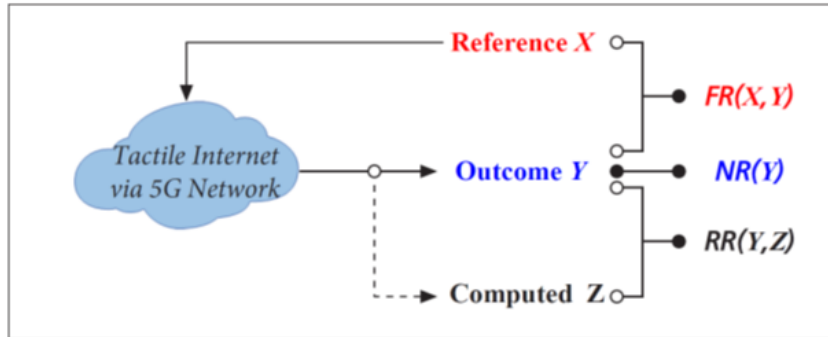 Reference X
FR(X,Y)
Tactile Internet
via 5G Network
Outcome Y
NR(Y)
RR(Y,Z)
Computed Z